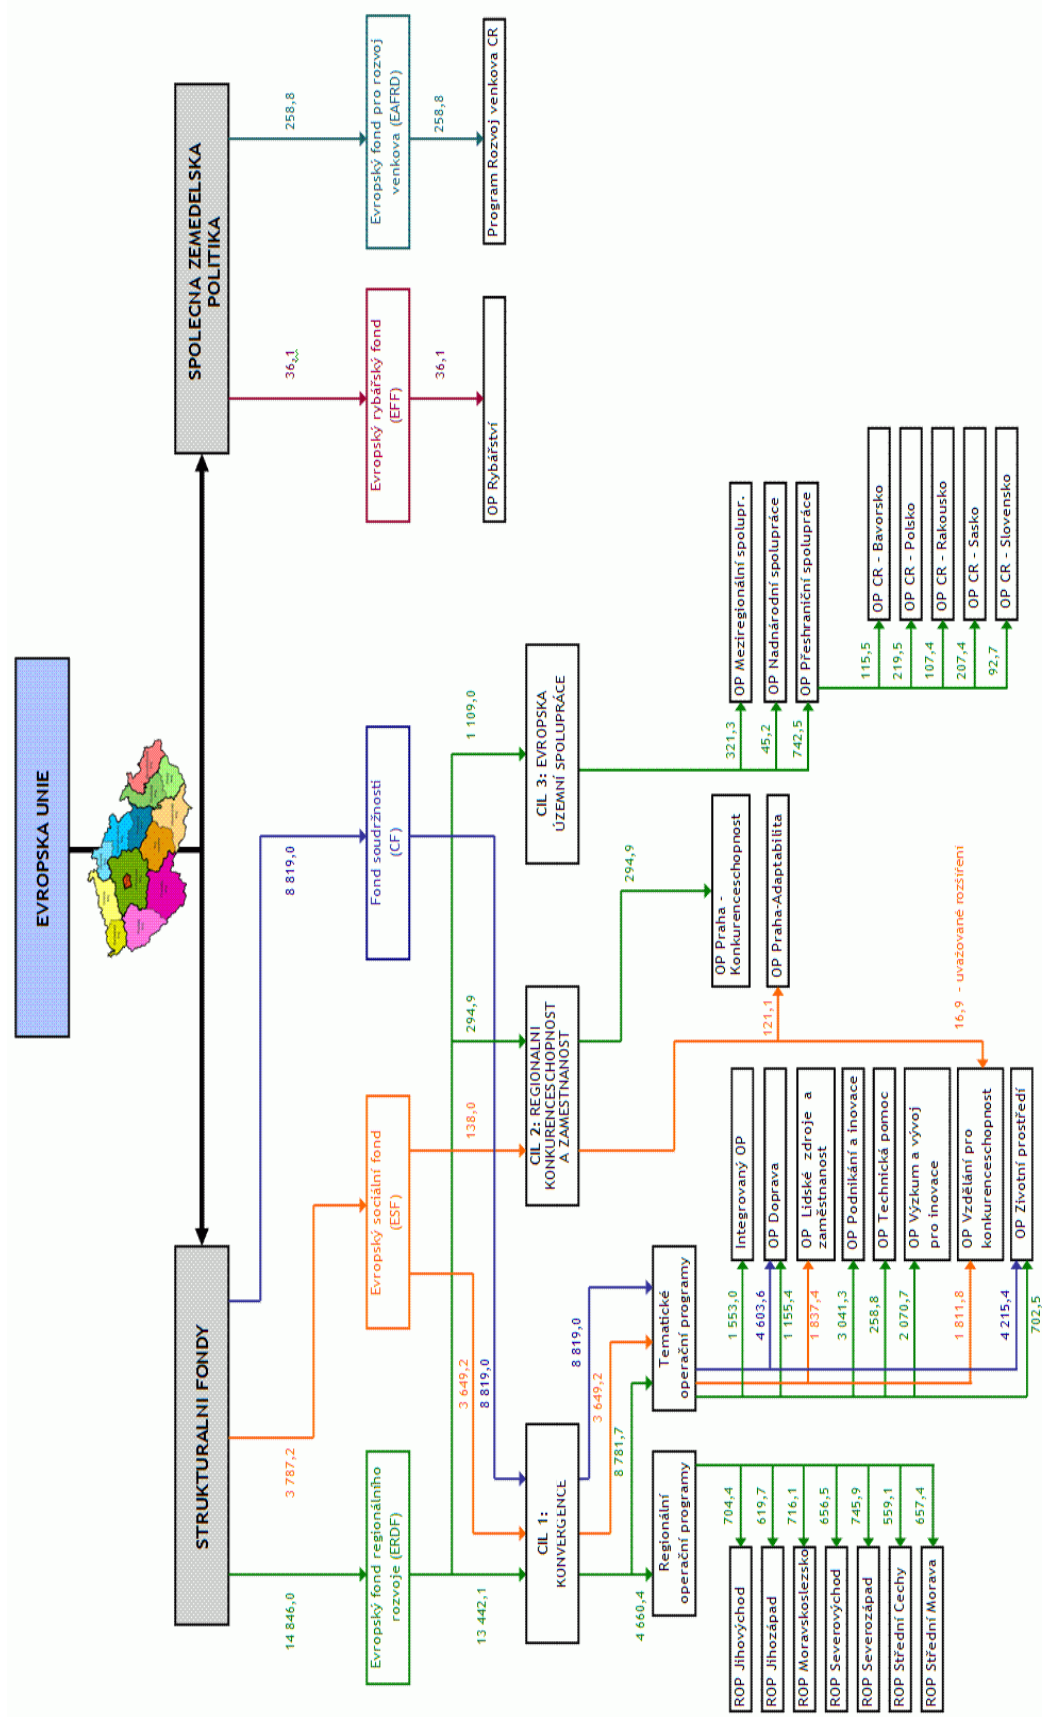 EVROPSKA UNIE
STRUKTURALNI FONDY
SPOLECNA ZEMEDELSKA
POLITIKA
14 846,0
3 787,2
8 819,0
36,1
258,8
Evropský fond regionálního
rozvoje (ERDF)
Evropský sociální fond
(ESF)
Fond soudržnosti
(CF)
Evropský rybářský fond
(EFF)
Evropský fond pro rozvoj
venkova (EAFRD)
13 442,1
3 649,2
8 819,0
138,0
294,9
1 109,0
36,1
258,8
CIL 1:
KONVERGENCE
CIL 2: REGIONALNI
KONKURENCESCHOPNOST
A ZAMESTNANOST
CIL 3: EVROPSKA
ÚZEMNÍ SPOLUPRÁCE
OP Rybářství
Program Rozvoj venkova CR
4 660,4
8 781,7
3 649,2
8 819,0
294,9
Regionální
operační programy
Tematické
operační programy
704,4
619,7
716,1
656,5
745,9
559,1
657,4
ROP Jihovýchod
ROP Jihozápad
ROP Moravskoslezsko
ROP Severovýchod
ROP Severozápad
ROP Střední Cechy
ROP Střední Morava
1 553,0
4 603,6
1 155,4
1 837,4
3 041,3
258,8
2 070,7
1 811,8
4 215,4
702,5
Integrovaný OP
OP Doprava
OP Lidské zdroje a
zaměstnanost
OP Podnikání a inovace
OP Technická pomoc
OP Výzkum a vývoj
pro inovace
OP Vzdělání pro
konkurenceschopnost
OP Zivotní prostředí
121,1
16,9 - uvažované rozšíření
OP Praha -
Konkurenceschopnost
OP Praha-Adaptabilita
321,3
45,2
742,5
OP Meziregionální spolupr.
OP Nadnárodní spolupráce
OP Přeshraniční spolupráce
115,5
219,5
107,4
207,4
92,7
OP CR - Bavorsko
OP CR - Polsko
OP CR - Rakousko
OP CR - Sasko
OP CR - Slovensko